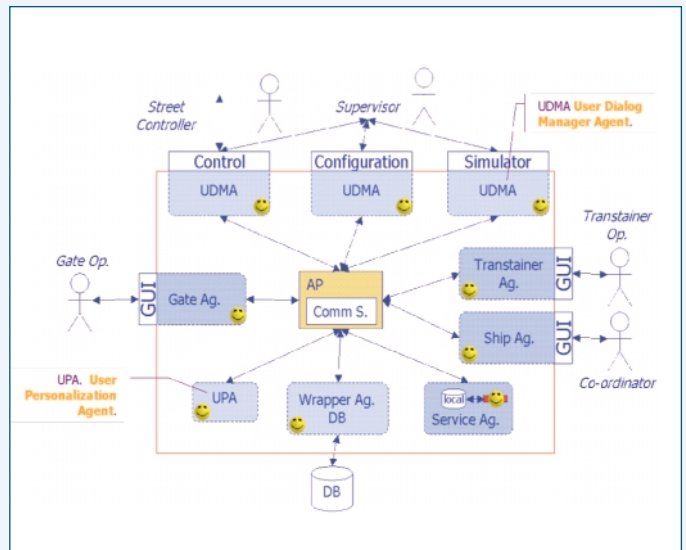 Street
Controller
Supervisor
UDMA User Dialog
Manager Agent.
Control
Configuration
Simulator
UDMA
UDMA
UDMA
Transtainer
Op.
Gate Op.
GUI
Gate Ag.
AP
Comm S.
Transtainer
Ag.
GUI
Ship Ag.
GUI
Co-ordinator
UPA. User
Personalization
Agent.
UPA
Wrapper Ag.
DB
local
Service Ag.
DB